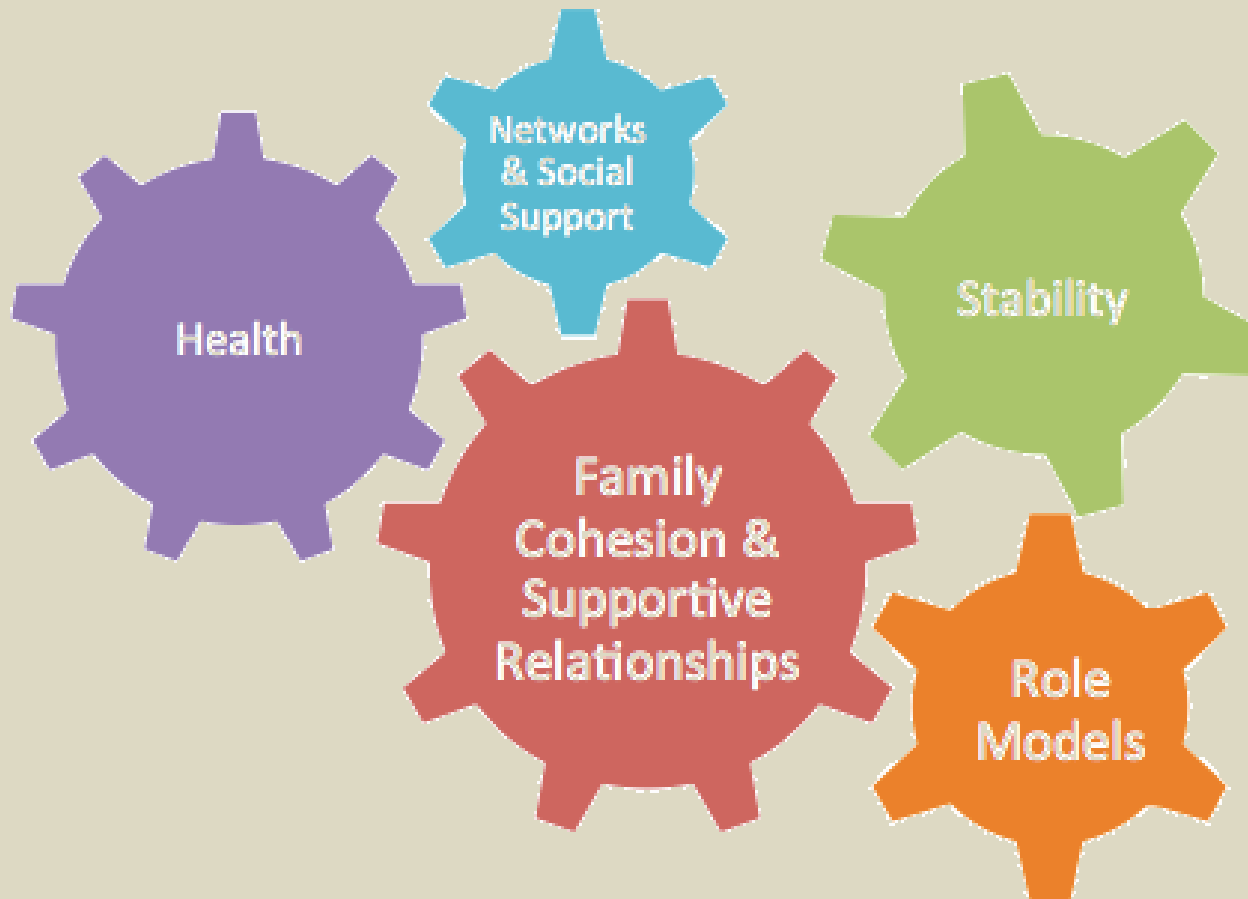 Networks
& Social
Support
Health
Stability
Family
Cohesion &
Supportive
Relationships
Role
Models